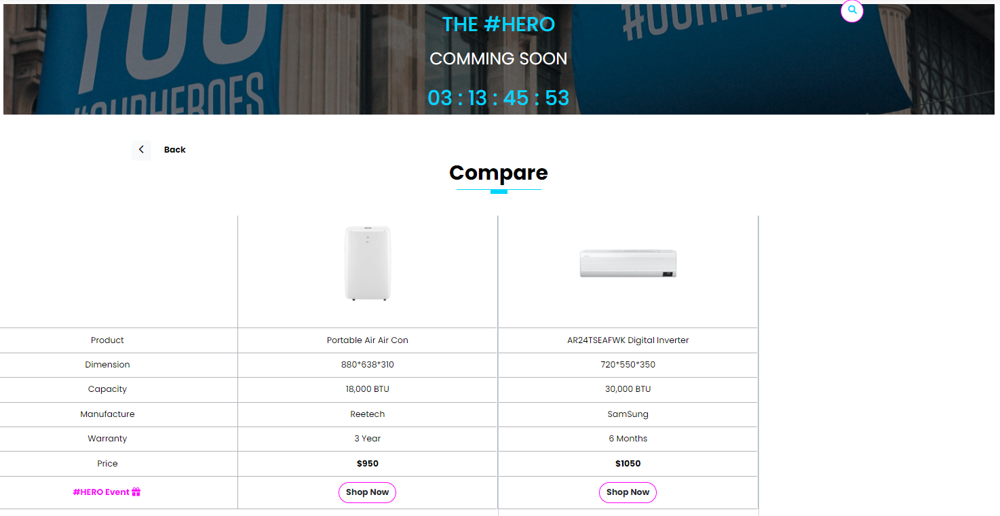 YOU
#OURHEROES
THE #HERO
COMMING SOON
03 : 13 : 45 : 53
Back
Compare
Product Portable Air Air Con AR24TSEAFWK Digital Inverter
Dimension 880*638*310 720*550*350
Capacity 18,000 BTU 30,000 BTU
Manufacture Reetech SamSung
Warranty 3 Year 6 Months
Price $950 $1050
#HERO Event Shop Now Shop Now